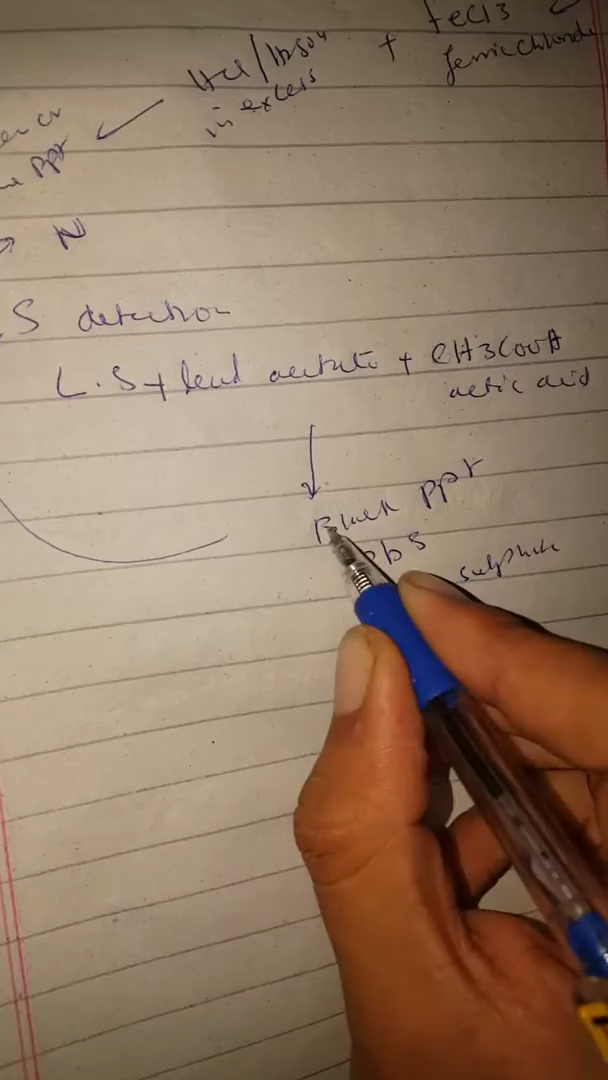 + FeCl3
HCl/H2SO4 ferric chloride
in excess
ppt
N
.S detection
L.S + lead acetate + CH3COOH
acetic acid
Black ppt
PbS
sulphide